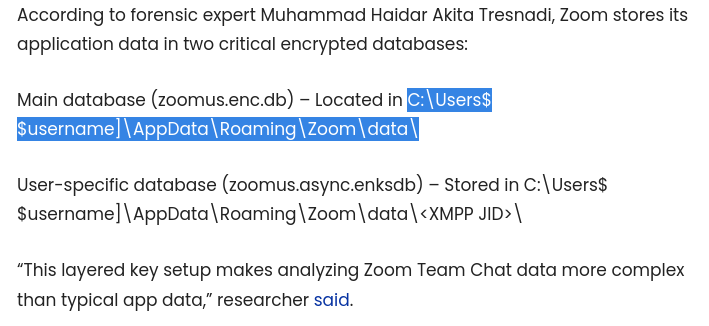 According to forensic expert Muhammad Haidar Akita Tresnadi, Zoom stores its
application data in two critical encrypted databases:
Main database (zoomus.enc.db) – Located in C:\Users$
$username]\AppData\Roaming\Zoom\data\
User-specific database (zoomus.async.enksdb) – Stored in C:\Users$
$username]\AppData\Roaming\Zoom\data\<XMPP JID>\
“This layered key setup makes analyzing Zoom Team Chat data more complex
than typical app data,” researcher said.